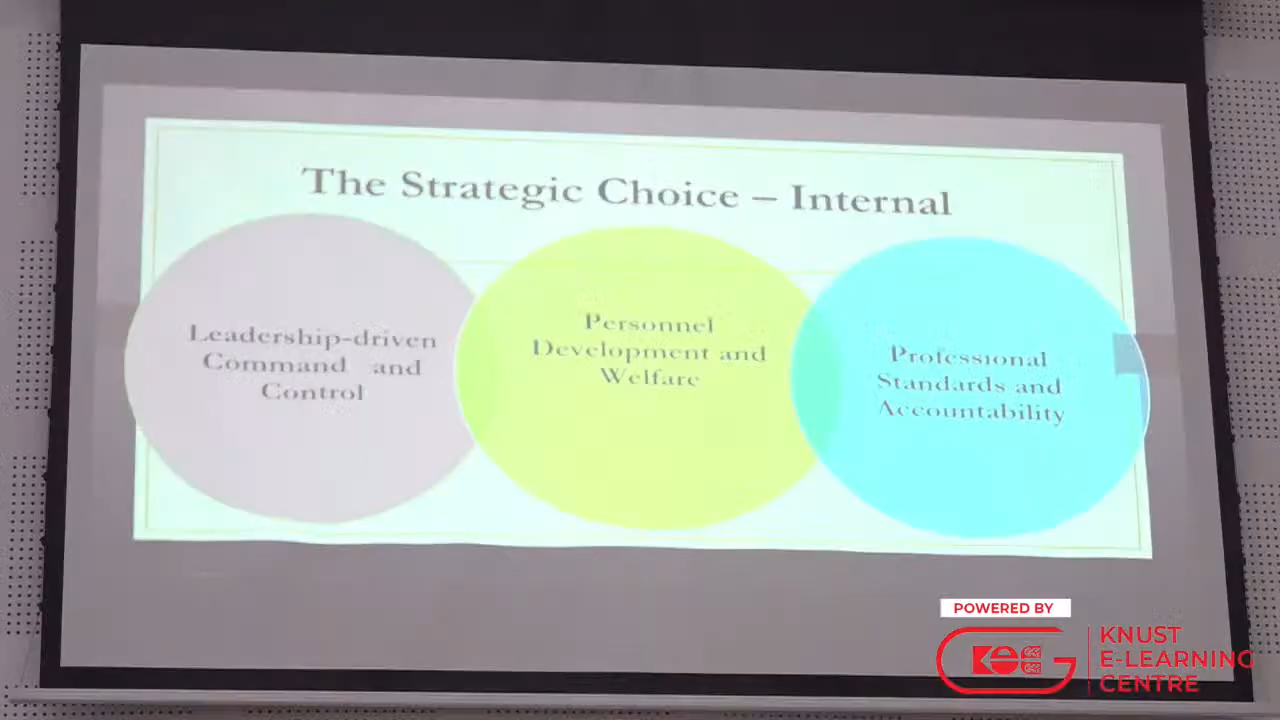 The Strategic Choice – Internal
Leadership-driven
Command and
Control
Personnel
Development and
Welfare
Professional
Standards and
Accountability
POWERED BY
KNUST
E-LEARNING
CENTRE